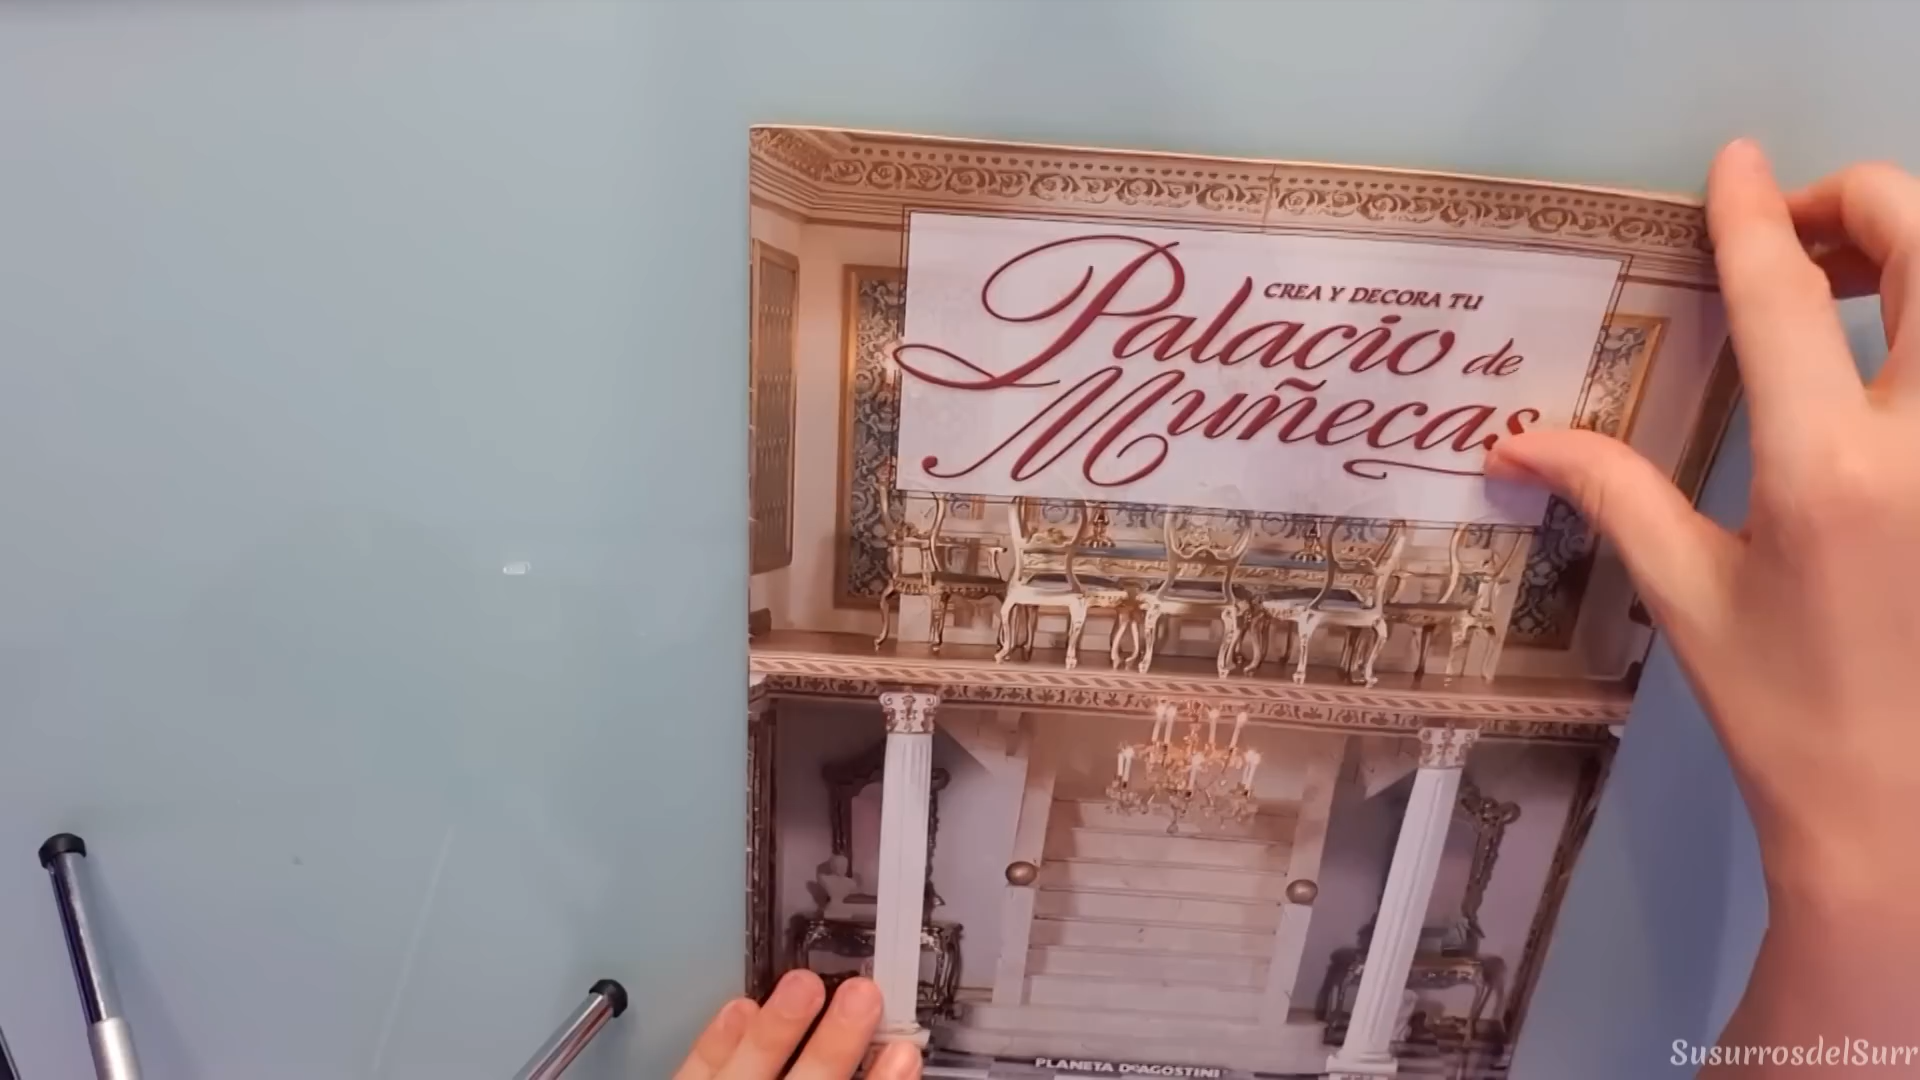 CREA Y DECORA TU
Palacio de
Muñecas
PLANETA DEAGOSTINI
SusurrosdelSurr